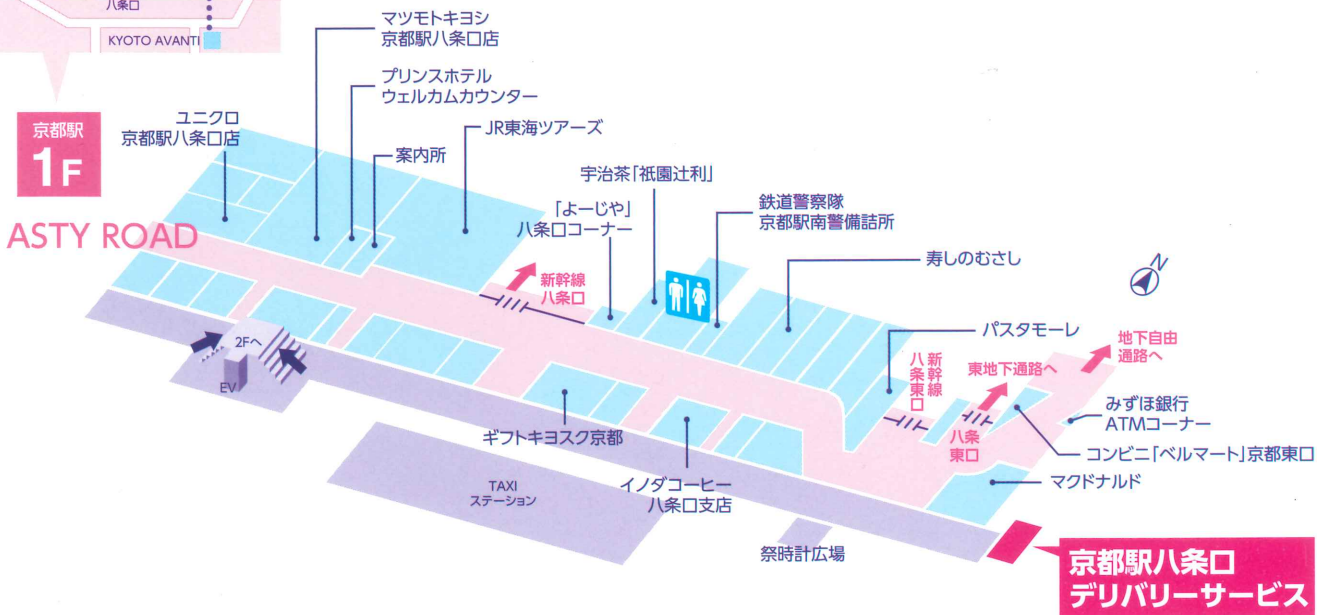 八条口
KYOTO AVANTI
京都駅
1F
ASTY ROAD
ユニクロ
京都駅八条口店
マツモトキヨシ
京都駅八条口店
プリンスホテル
ウェルカムカウンター
案内所
JR東海ツアーズ
宇治茶「祇園辻利」
「よーじや」
八条口コーナー
鉄道警察隊
京都駅南警備詰所
寿しのむさし
N
新幹線
八条口
パスタモーレ
地下自由
通路へ
東地下通路へ
新幹線
八条東口
八条
東口
みずほ銀行
ATMコーナー
コンビニ「ベルマート」京都東口
マクドナルド
2Fへ
EV
ギフトキヨスク京都
イノダコーヒー
八条口支店
TAXI
ステーション
祭時計広場
京都駅八条口
デリバリーサービス